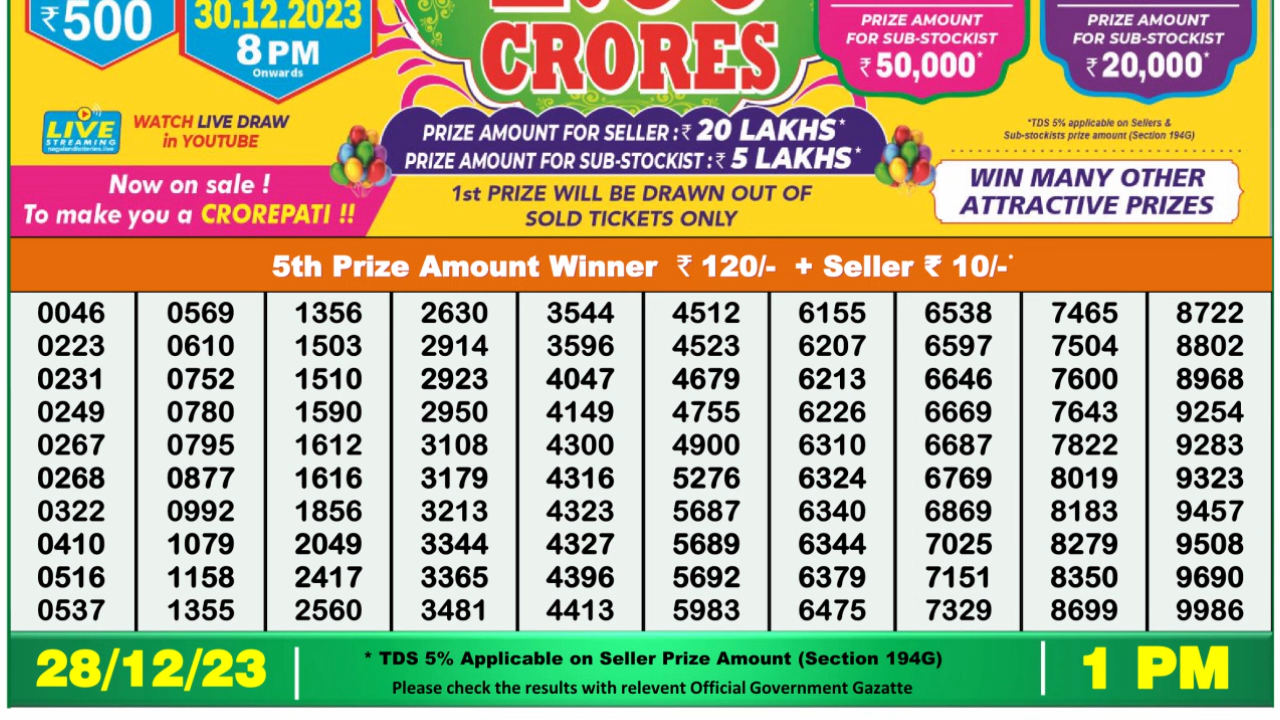 ₹500
30.12.2023
8 PM
Onwards
CRORES
PRIZE AMOUNT
FOR SUB-STOCKIST
₹ 50,000*
PRIZE AMOUNT
FOR SUB-STOCKIST
₹ 20,000*
LIVE
STREAMING
nagalandlotteries.live
WATCH LIVE DRAW
in YOUTUBE
PRIZE AMOUNT FOR SELLER : ₹ 20 LAKHS*
PRIZE AMOUNT FOR SUB-STOCKIST : ₹ 5 LAKHS*
*TDS 5% applicable on Sellers &
Sub-stockists prize amount (Section 194G)
Now on sale !
To make you a CROREPATI !!
1st PRIZE WILL BE DRAWN OUT OF
SOLD TICKETS ONLY
WIN MANY OTHER
ATTRACTIVE PRIZES
5th Prize Amount Winner ₹ 120/- + Seller ₹ 10/-*
0046 0569 1356 2630 3544 4512 6155 6538 7465 8722
0223 0610 1503 2914 3596 4523 6207 6597 7504 8802
0231 0752 1510 2923 4047 4679 6213 6646 7600 8968
0249 0780 1590 2950 4149 4755 6226 6669 7643 9254
0267 0795 1612 3108 4300 4900 6310 6687 7822 9283
0268 0877 1616 3179 4316 5276 6324 6769 8019 9323
0322 0992 1856 3213 4323 5687 6340 6869 8183 9457
0410 1079 2049 3344 4327 5689 6344 7025 8279 9508
0516 1158 2417 3365 4396 5692 6379 7151 8350 9690
0537 1355 2560 3481 4413 5983 6475 7329 8699 9986
28/12/23
* TDS 5% Applicable on Seller Prize Amount (Section 194G)
Please check the results with relevent Official Government Gazatte
1 PM